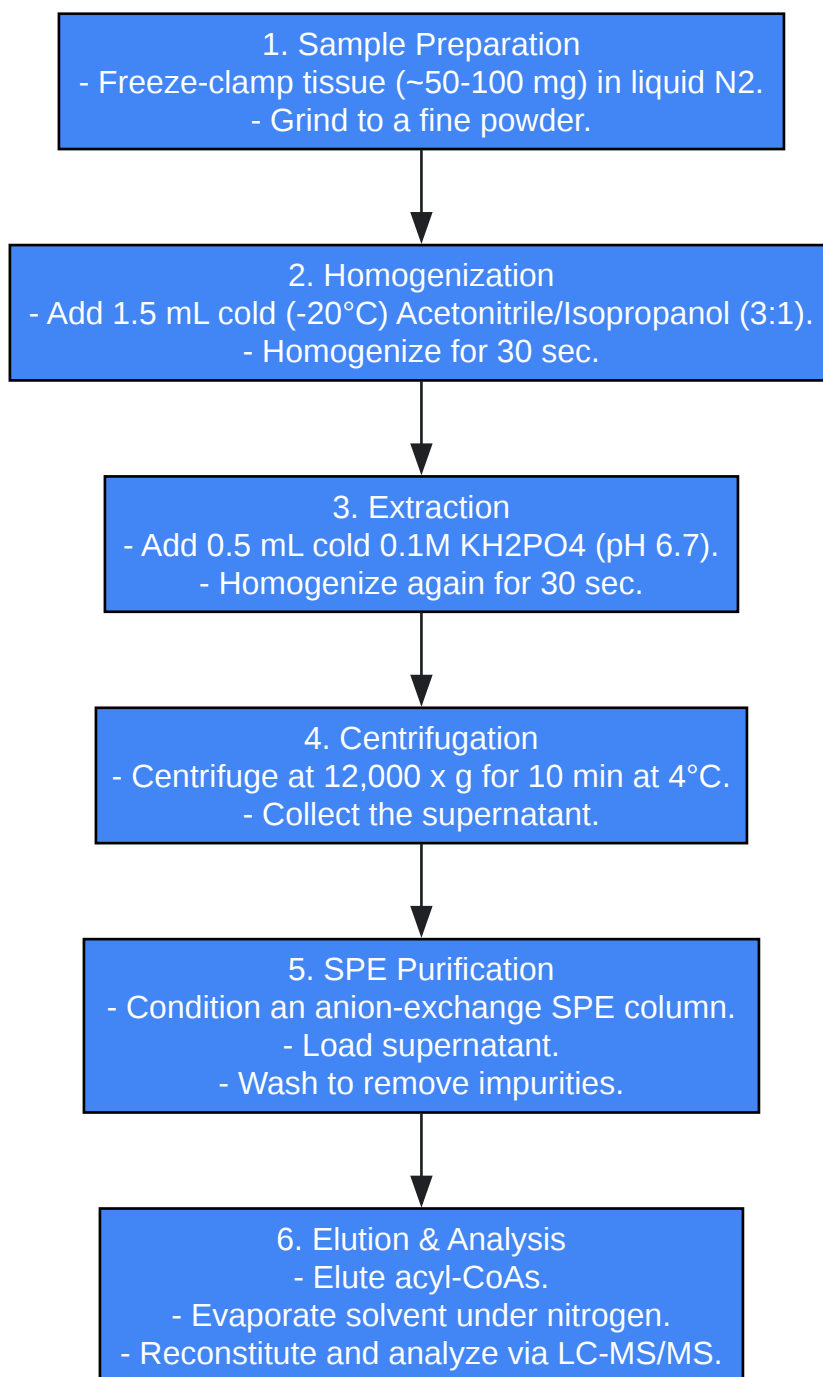 1. Sample Preparation
- Freeze-clamp tissue (~50-100 mg) in liquid N2.
- Grind to a fine powder.
2. Homogenization
- Add 1.5 mL cold (-20°C) Acetonitrile/Isopropanol (3:1).
- Homogenize for 30 sec.
3. Extraction
- Add 0.5 mL cold 0.1M KH2PO4 (pH 6.7).
- Homogenize again for 30 sec.
4. Centrifugation
- Centrifuge at 12,000 x g for 10 min at 4°C.
- Collect the supernatant.
5. SPE Purification
- Condition an anion-exchange SPE column.
- Load supernatant.
- Wash to remove impurities.
6. Elution & Analysis
- Elute acyl-CoAs.
- Evaporate solvent under nitrogen.
- Reconstitute and analyze via LC-MS/MS.